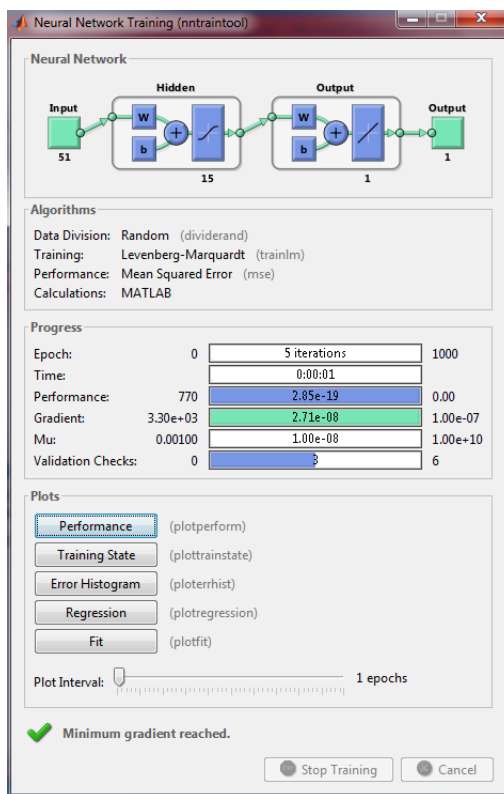 Neural Network Training (nntraintool)
Neural Network
Hidden
Output
Input
W
b
+
W
b
+
Output
51
15
1
1
Algorithms
Data Division: Random (dividerand)
Training: Levenberg-Marquardt (trainlm)
Performance: Mean Squared Error (mse)
Calculations: MATLAB
Progress
Epoch: 0 5 iterations 1000
Time: 0:00:01
Performance: 770 2.85e-19 0.00
Gradient: 3.30e+03 2.71e-08 1.00e-07
Mu: 0.00100 1.00e-08 1.00e+10
Validation Checks: 0 3 6
Plots
Performance (plotperform)
Training State (plottrainstate)
Error Histogram (ploterrhist)
Regression (plotregression)
Fit (plotfit)
Plot Interval: 1 epochs
Minimum gradient reached.
Stop Training Cancel